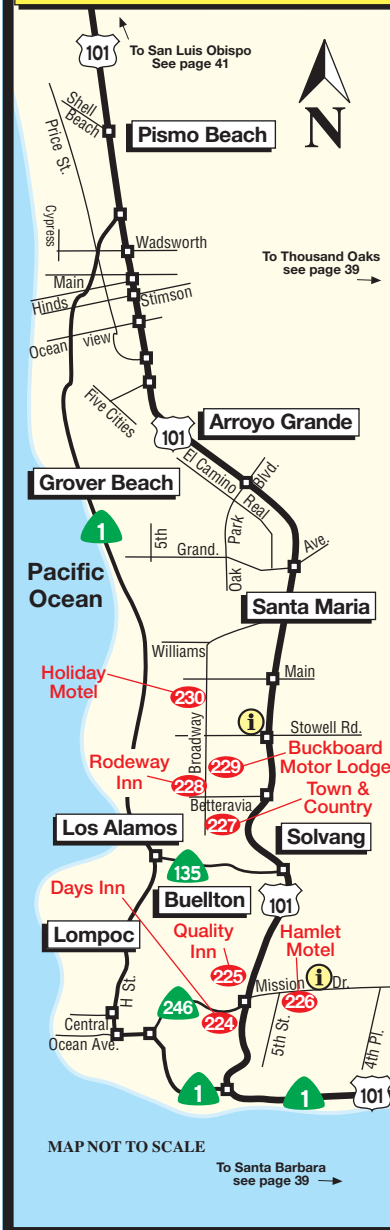 101
To San Luis Obispo
See page 41
N
Shell
Beach
Pismo Beach
Price St.
Cypress
Wadsworth
To Thousand Oaks
see page 39
Main
Hinds
Stimson
Ocean view
Five Cities
Arroyo Grande
101
El Camino Real
Blvd.
Grover Beach
1
5th
Grand.
Park
Oak
Ave.
Pacific
Ocean
Santa Maria
Williams
Holiday
Motel
230
Main
i
Stowell Rd.
Broadway
229
Buckboard
Motor Lodge
Rodeway
Inn
228
Betteravia
Town &
Country
227
Los Alamos
Solvang
135
Days Inn
Buellton
101
Lompoc
Quality
Inn
Hamlet
Motel
225
i
Mission Dr.
226
H St.
246
224
Central
Ocean Ave.
5th St.
4th Pl.
1
1
101
MAP NOT TO SCALE
To Santa Barbara
see page 39